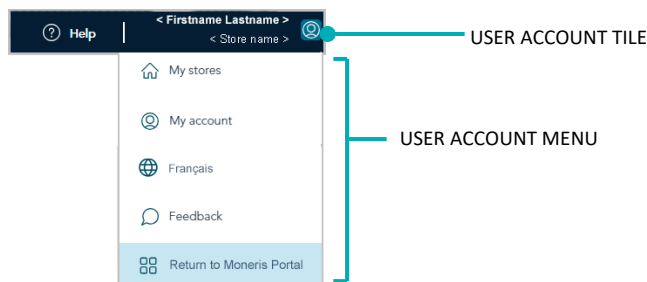 Help
< Firstname Lastname >
< Store name >
USER ACCOUNT TILE
My stores
My account
USER ACCOUNT MENU
Français
Feedback
Return to Moneris Portal